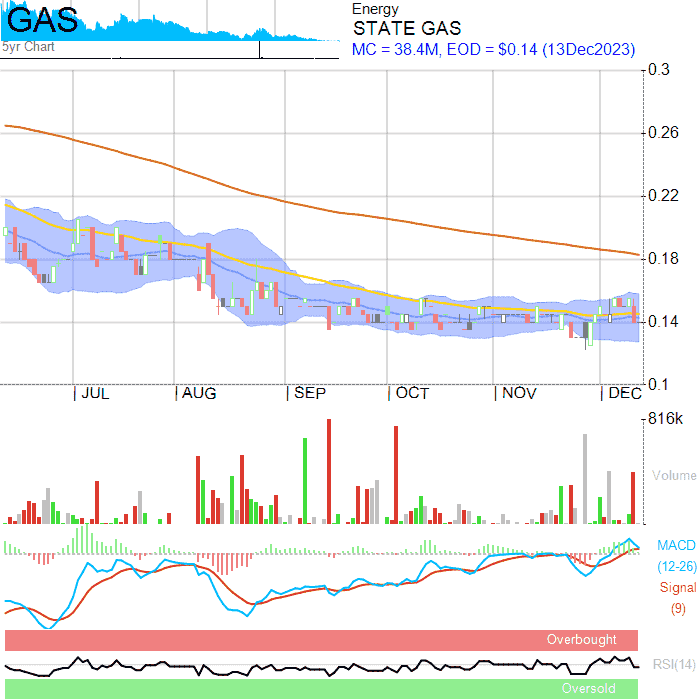 GAS
5yr Chart
Energy
STATE GAS
MC = 38.4M, EOD = $0.14 (13Dec2023)
0.3
0.26
0.22
0.18
0.14
0.1
JUL AUG SEP OCT NOV DEC
816k
Volume
MACD
(12-26)
Signal
(9)
Overbought
RSI(14)
Oversold